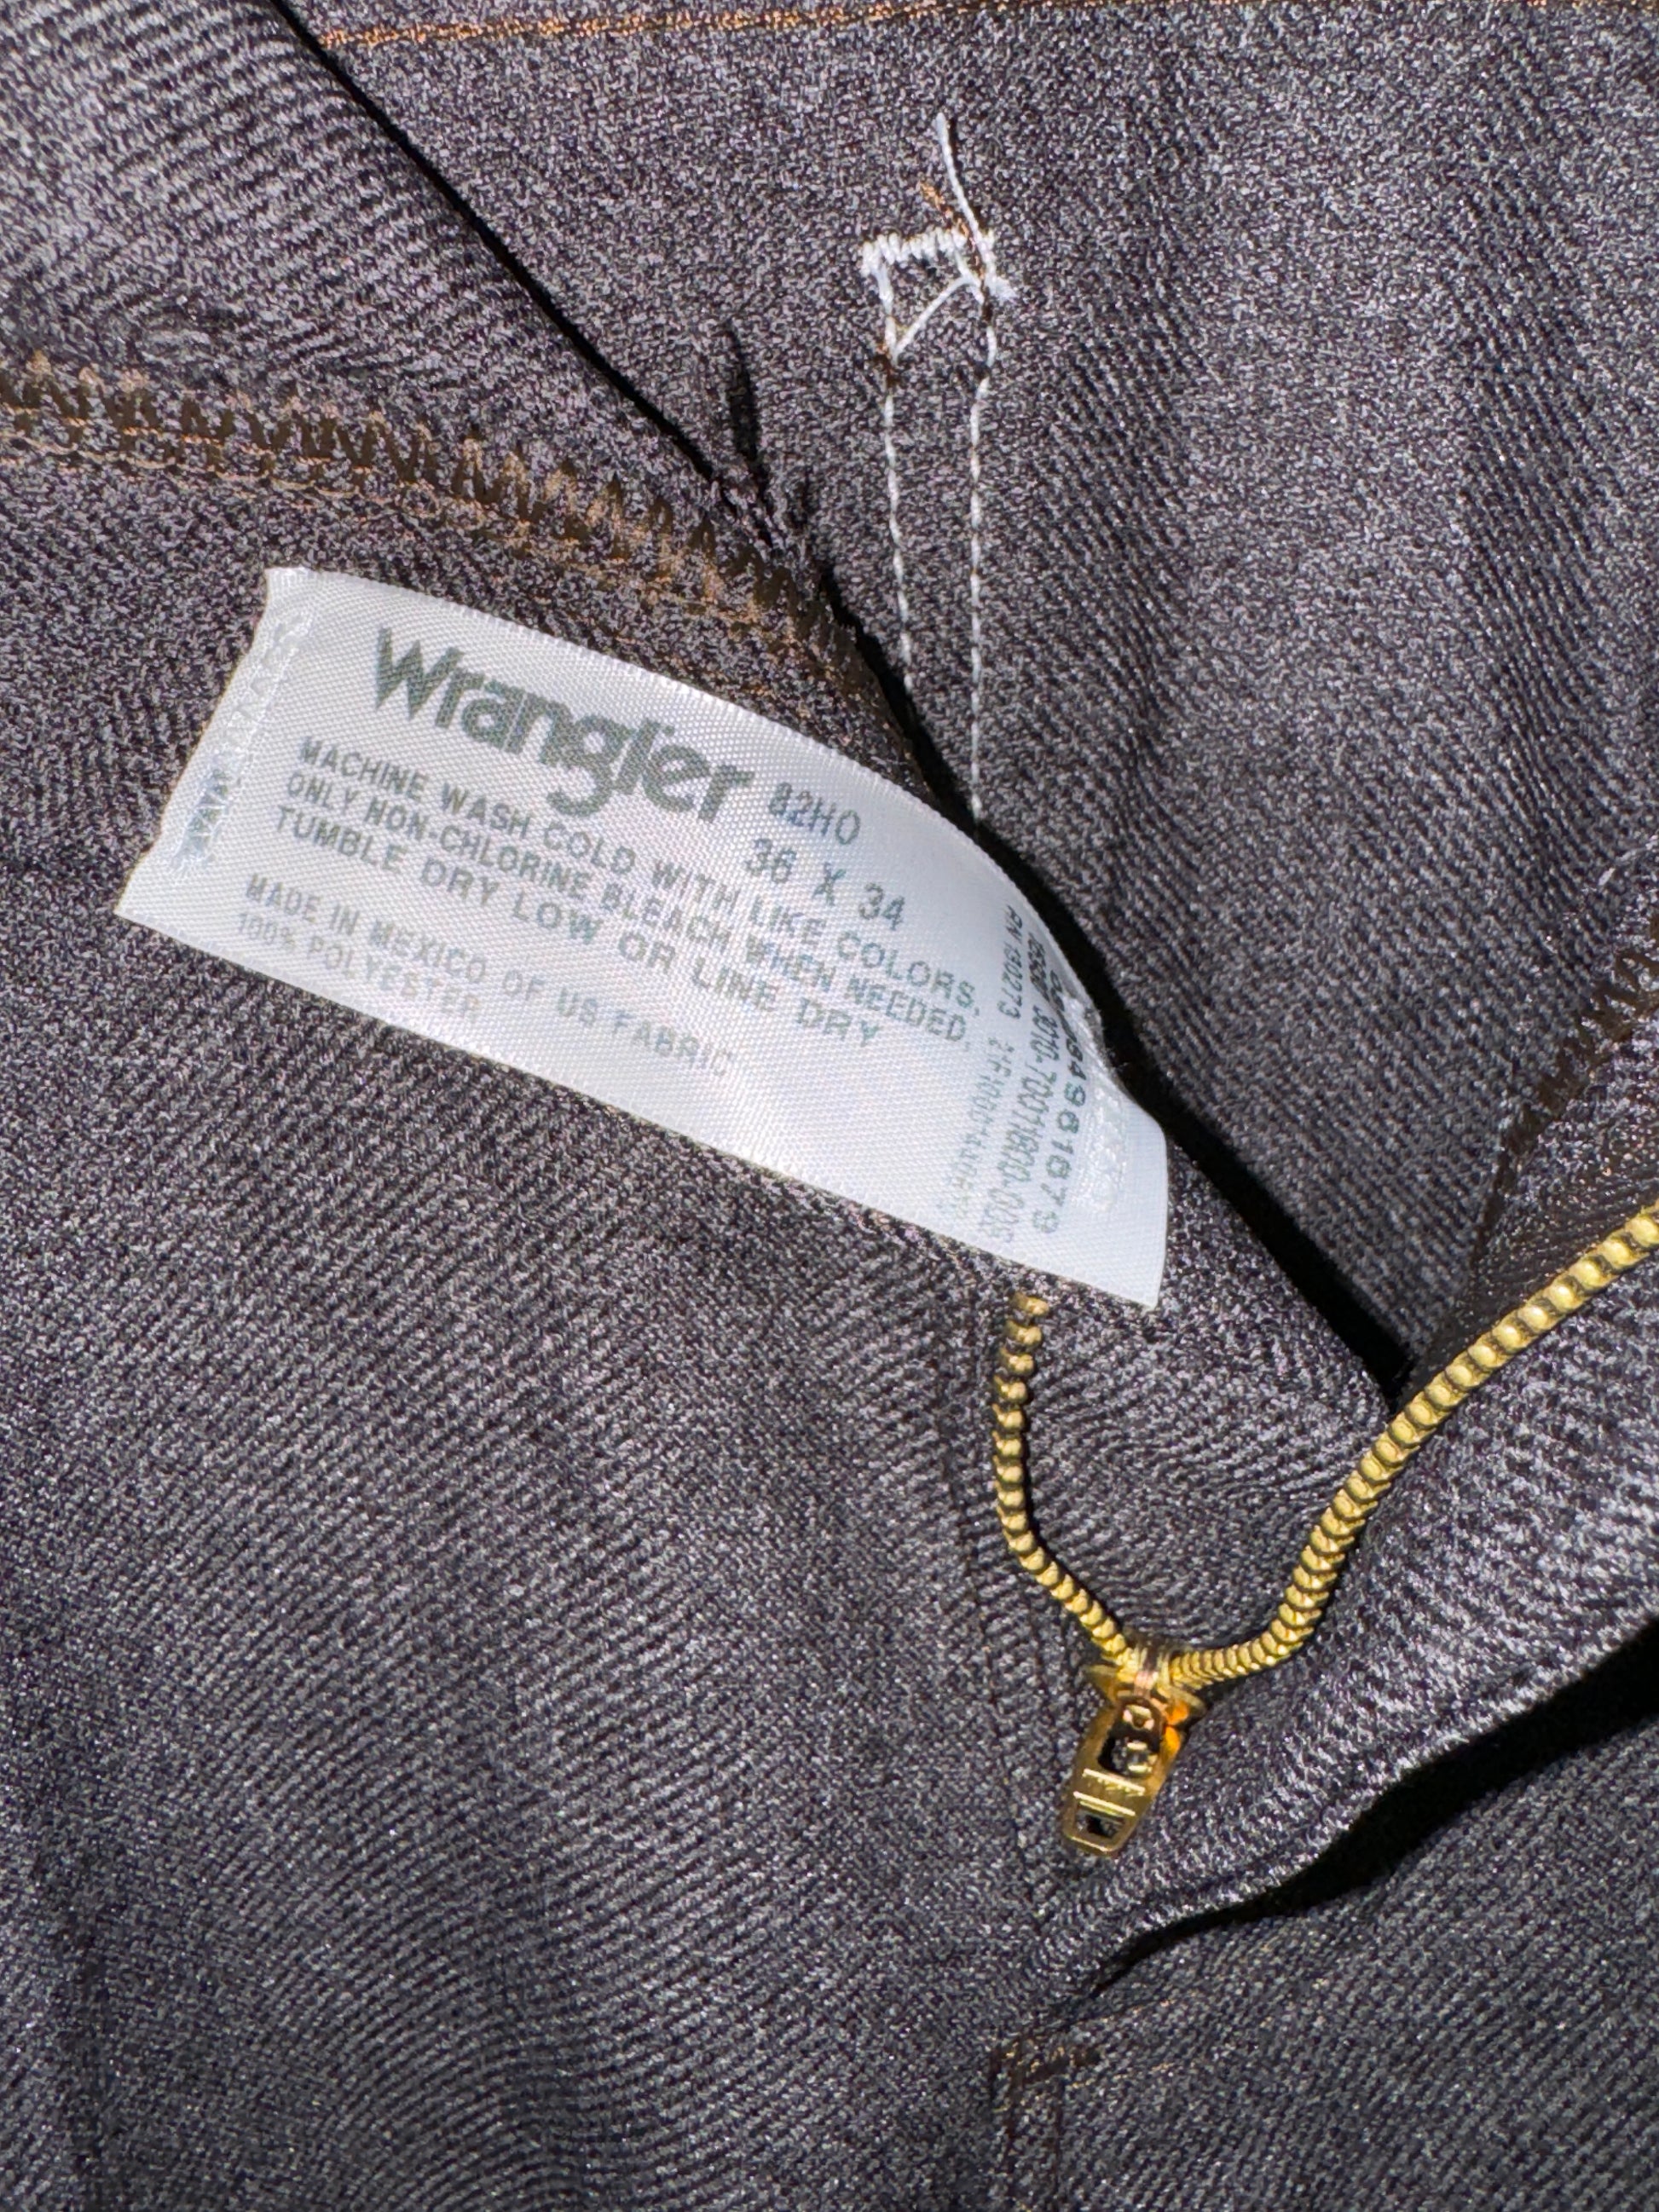 Wrangler 82HO
36 X 34
MACHINE WASH COLD WITH LIKE COLORS.
ONLY NON-CHLORINE BLEACH WHEN NEEDED.
TUMBLE DRY LOW OR LINE DRY
MADE IN MEXICO OF US FABRIC
100% POLYESTER
RN 130273